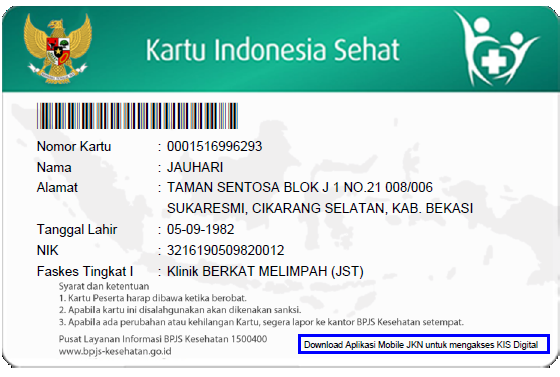 Kartu Indonesia Sehat
Nomor Kartu : 0001516996293
Nama : JAUHARI
Alamat : TAMAN SENTOSA BLOK J 1 NO.21 008/006
SUKARESMI, CIKARANG SELATAN, KAB. BEKASI
Tanggal Lahir : 05-09-1982
NIK : 3216190509820012
Faskes Tingkat I : Klinik BERKAT MELIMPAH (JST)
Syarat dan ketentuan
1. Kartu Peserta harap dibawa ketika berobat.
2. Apabila kartu ini disalahgunakan akan dikenakan sanksi.
3. Apabila ada perubahan atau kehilangan Kartu, segera lapor ke kantor BPJS Kesehatan setempat.
Pusat Layanan Informasi BPJS Kesehatan 1500400
www.bpjs-kesehatan.go.id
Download Aplikasi Mobile JKN untuk mengakses KIS Digital